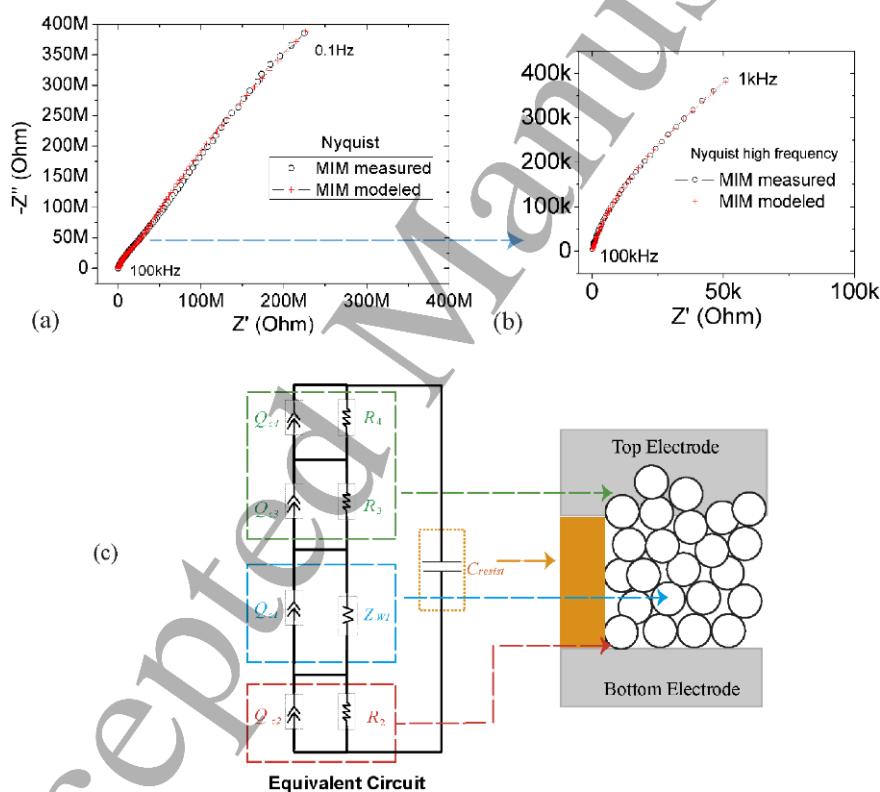 400M
350M
300M
250M
200M
150M
100M
50M
0
-Z" (Ohm)
0.1Hz
Nyquist
MIM measured
MIM modeled
100kHz
0 100M 200M 300M 400M
Z' (Ohm)
(a)
400k
300k
200k
100k
0
1kHz
Nyquist high frequency
MIM measured
MIM modeled
100kHz
0 50k 100k
Z' (Ohm)
(b)
(c)
R4
R3
Cresist
ZW1
R2
Top Electrode
Bottom Electrode
Equivalent Circuit
cepted Manus